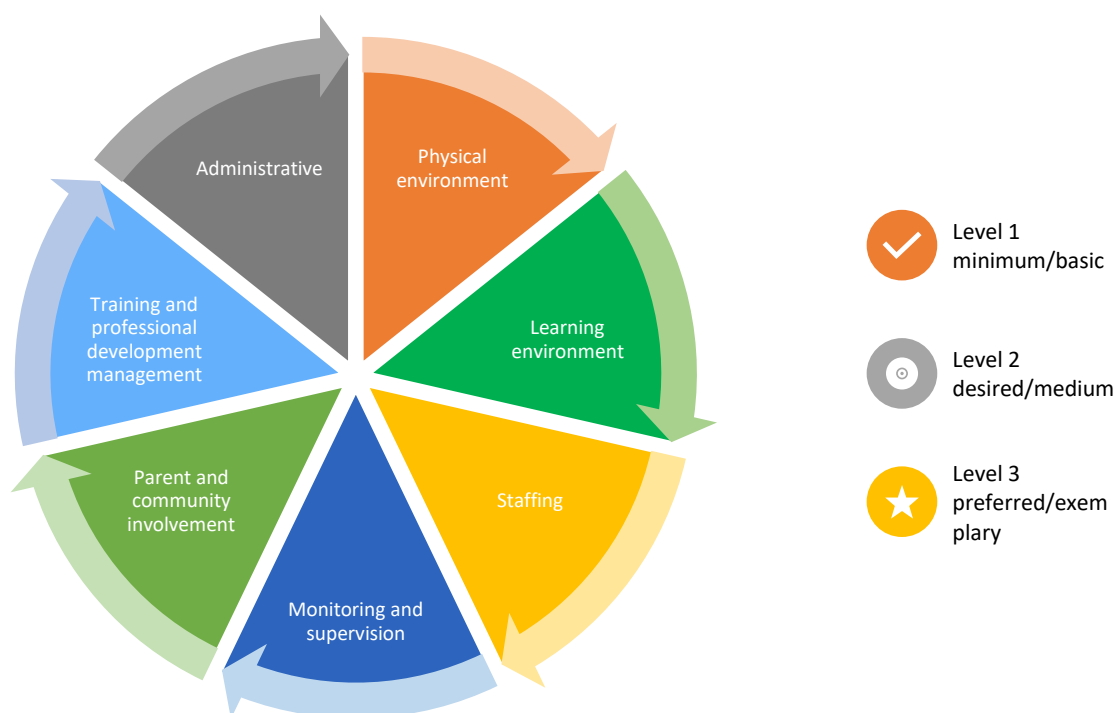 Administrative
Physical
environment
Learning
environment
Staffing
Monitoring and
supervision
Parent and
community
involvement
Training and
professional
development
management
Level 1
minimum/basic
Level 2
desired/medium
Level 3
preferred/exem
plary